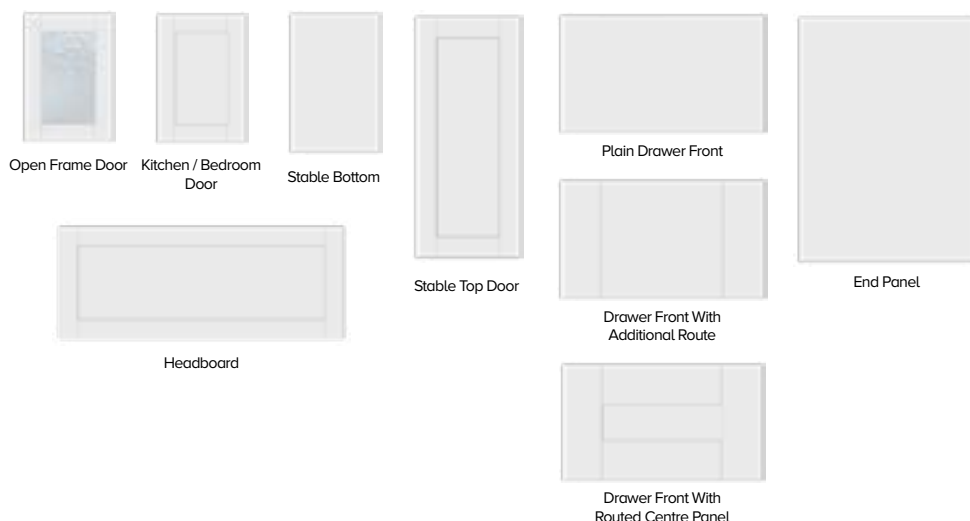 Open Frame Door
Kitchen / Bedroom
Door
Stable Bottom
Stable Top Door
Plain Drawer Front
End Panel
Headboard
Drawer Front With
Additional Route
Drawer Front With
Routed Centre Panel